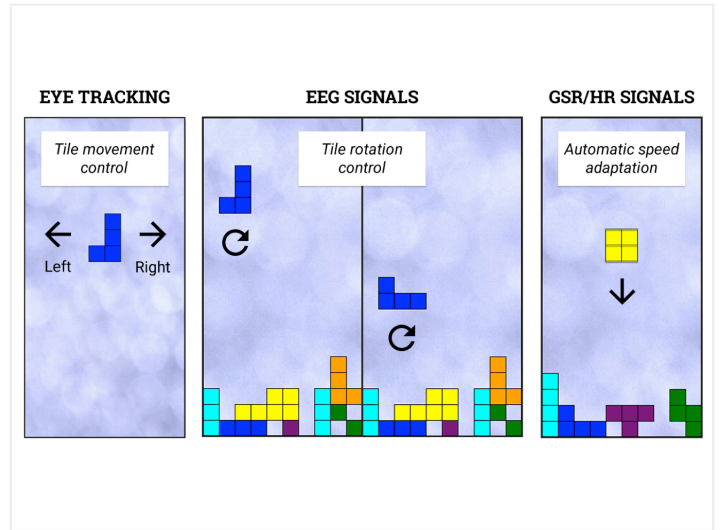 EYE TRACKING
Tile movement
control
Left
Right
EEG SIGNALS
Tile rotation
control
GSR/HR SIGNALS
Automatic speed
adaptation